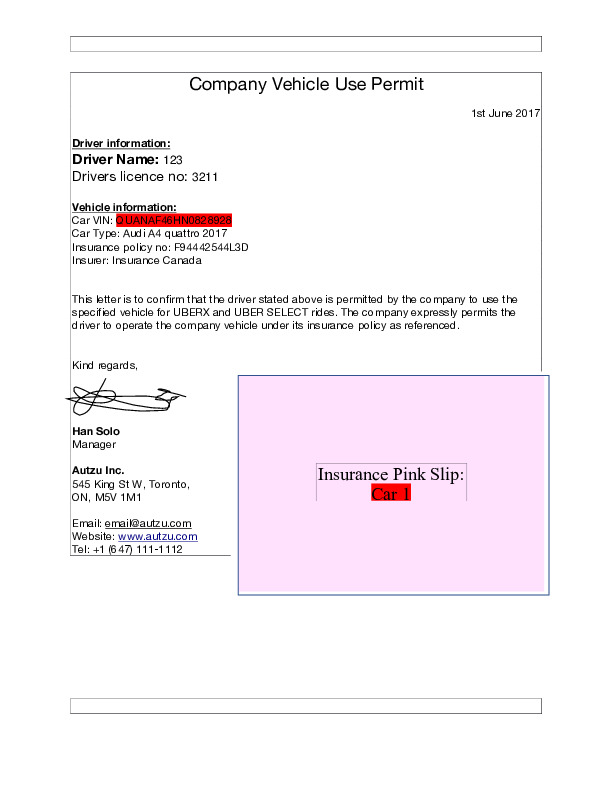 Company Vehicle Use Permit
1st June 2017
Driver information:
Driver Name: 123
Drivers licence no: 3211
Vehicle information:
Car VIN: QUANAF46HN0828928
Car Type: Audi A4 quattro 2017
Insurance policy no: F94442544L3D
Insurer: Insurance Canada
This letter is to confirm that the driver stated above is permitted by the company to use the
specified vehicle for UBERX and UBER SELECT rides. The company expressly permits the
driver to operate the company vehicle under its insurance policy as referenced.
Kind regards,
Han Solo
Manager
Autzu Inc.
545 King St W, Toronto,
ON, M5V 1M1
Email: email@autzu.com
Website: www.autzu.com
Tel: +1 (647) 111-1112
Insurance Pink Slip:
Car 1